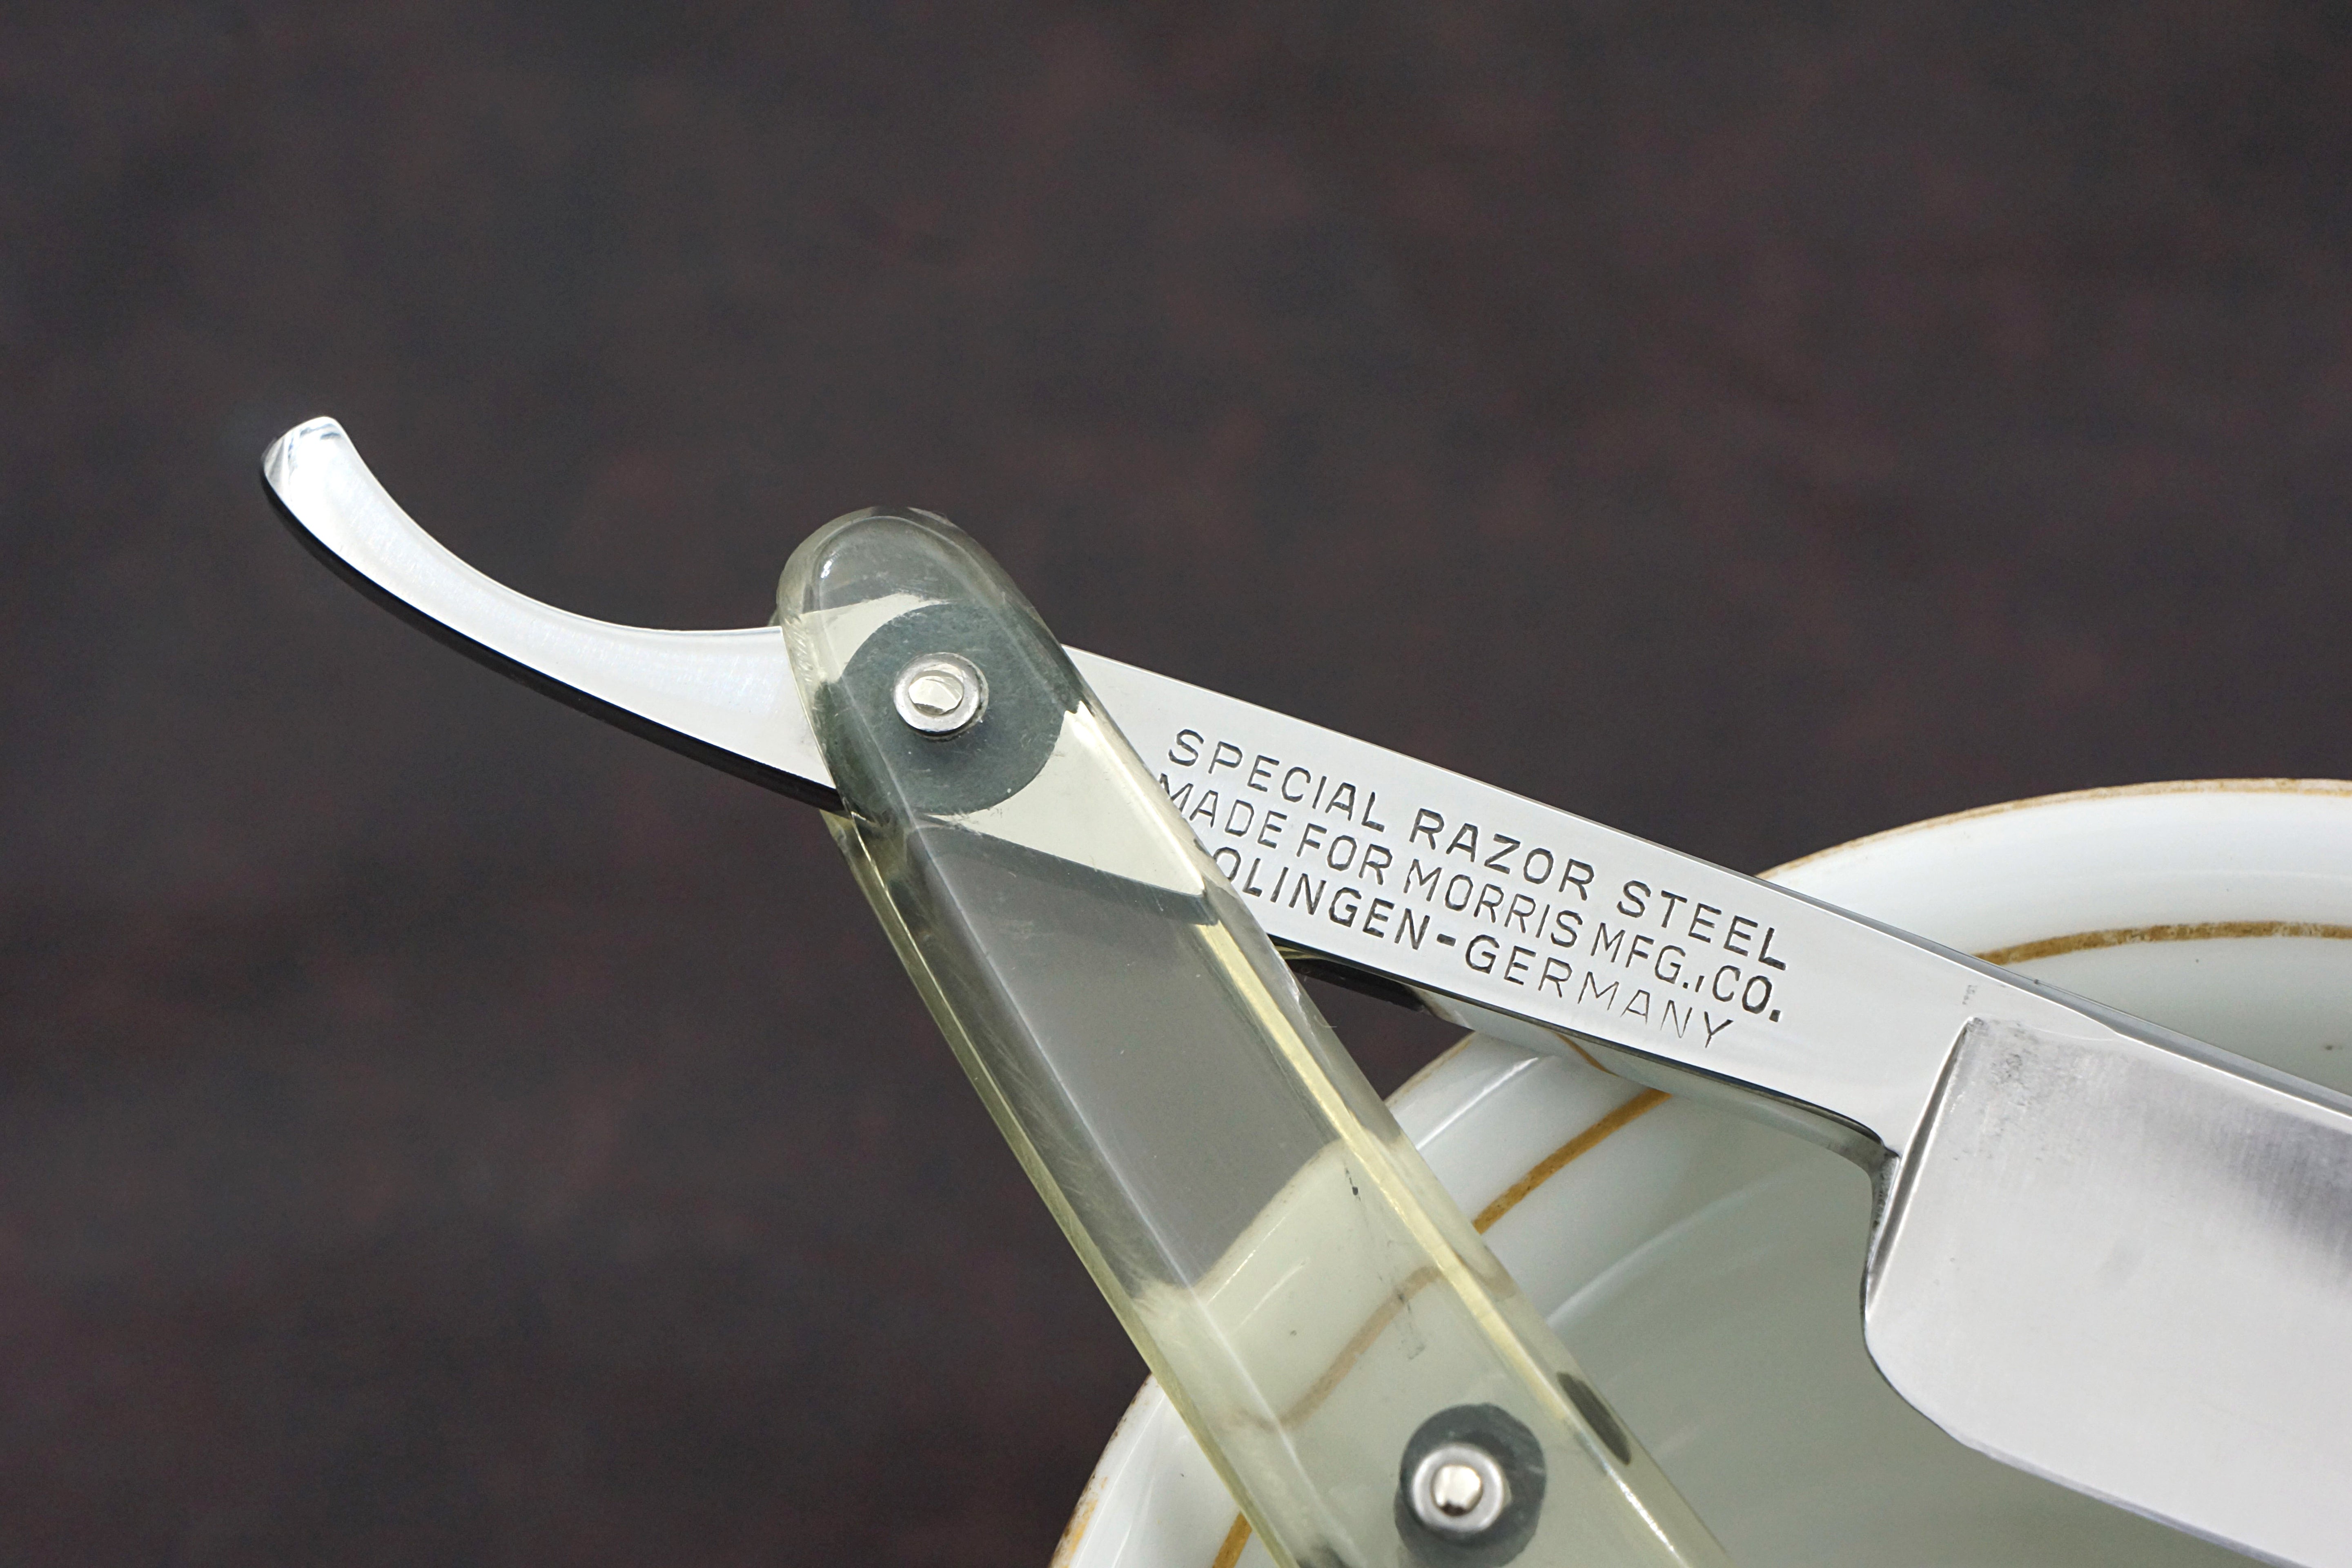 SPECIAL RAZOR STEEL
MADE FOR MORRIS MFG., CO.
OLINGEN-GERMANY